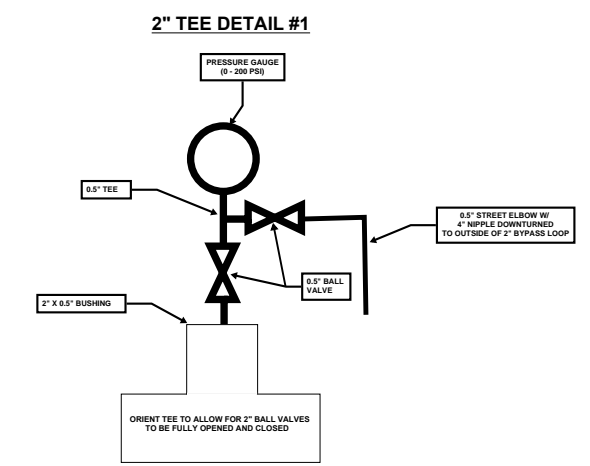 2" TEE DETAIL #1
PRESSURE GAUGE
(0 - 200 PSI)
0.5" TEE
0.5" STREET ELBOW W/
4" NIPPLE DOWNTURNED
TO OUTSIDE OF 2" BYPASS LOOP
0.5" BALL
VALVE
2" X 0.5" BUSHING
ORIENT TEE TO ALLOW FOR 2" BALL VALVES
TO BE FULLY OPENED AND CLOSED